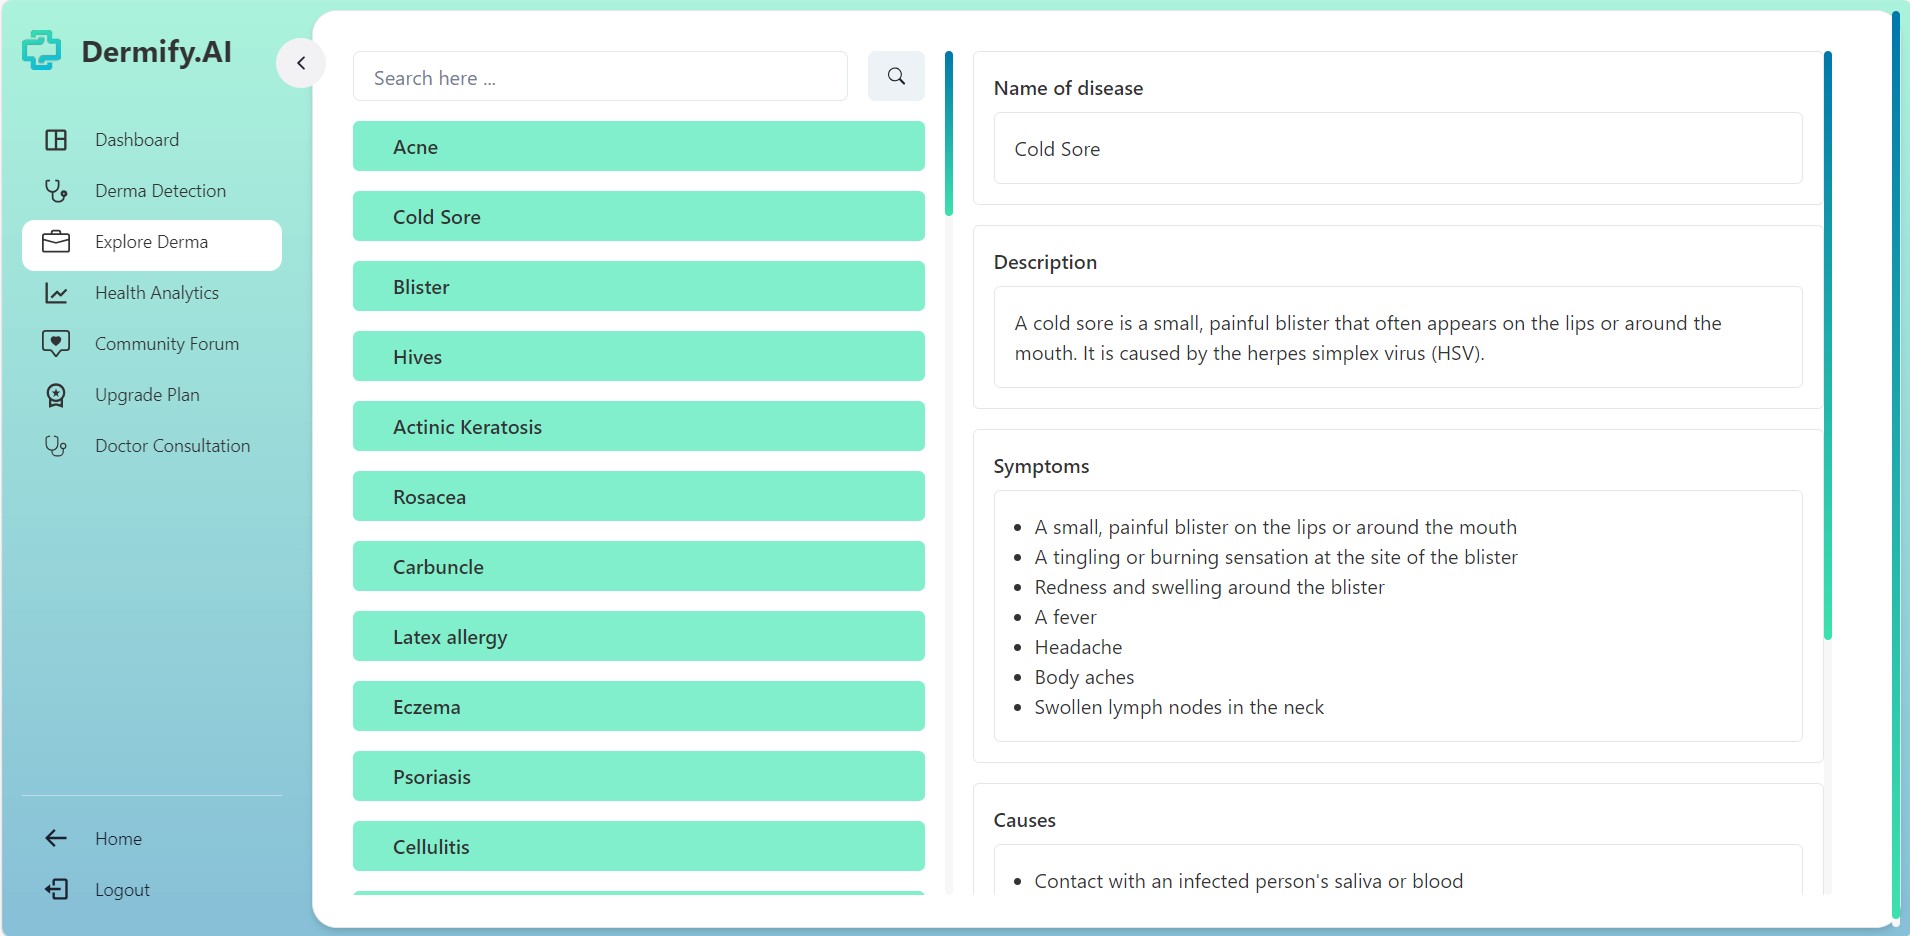 Dermify.AI
Dashboard
Derma Detection
Explore Derma
Health Analytics
Community Forum
Upgrade Plan
Doctor Consultation
Home
Logout
Search here ...
Acne
Cold Sore
Blister
Hives
Actinic Keratosis
Rosacea
Carbuncle
Latex allergy
Eczema
Psoriasis
Cellulitis
Name of disease
Cold Sore
Description
A cold sore is a small, painful blister that often appears on the lips or around the
mouth. It is caused by the herpes simplex virus (HSV).
Symptoms
A small, painful blister on the lips or around the mouth
A tingling or burning sensation at the site of the blister
Redness and swelling around the blister
A fever
Headache
Body aches
Swollen lymph nodes in the neck
Causes
Contact with an infected person's saliva or blood